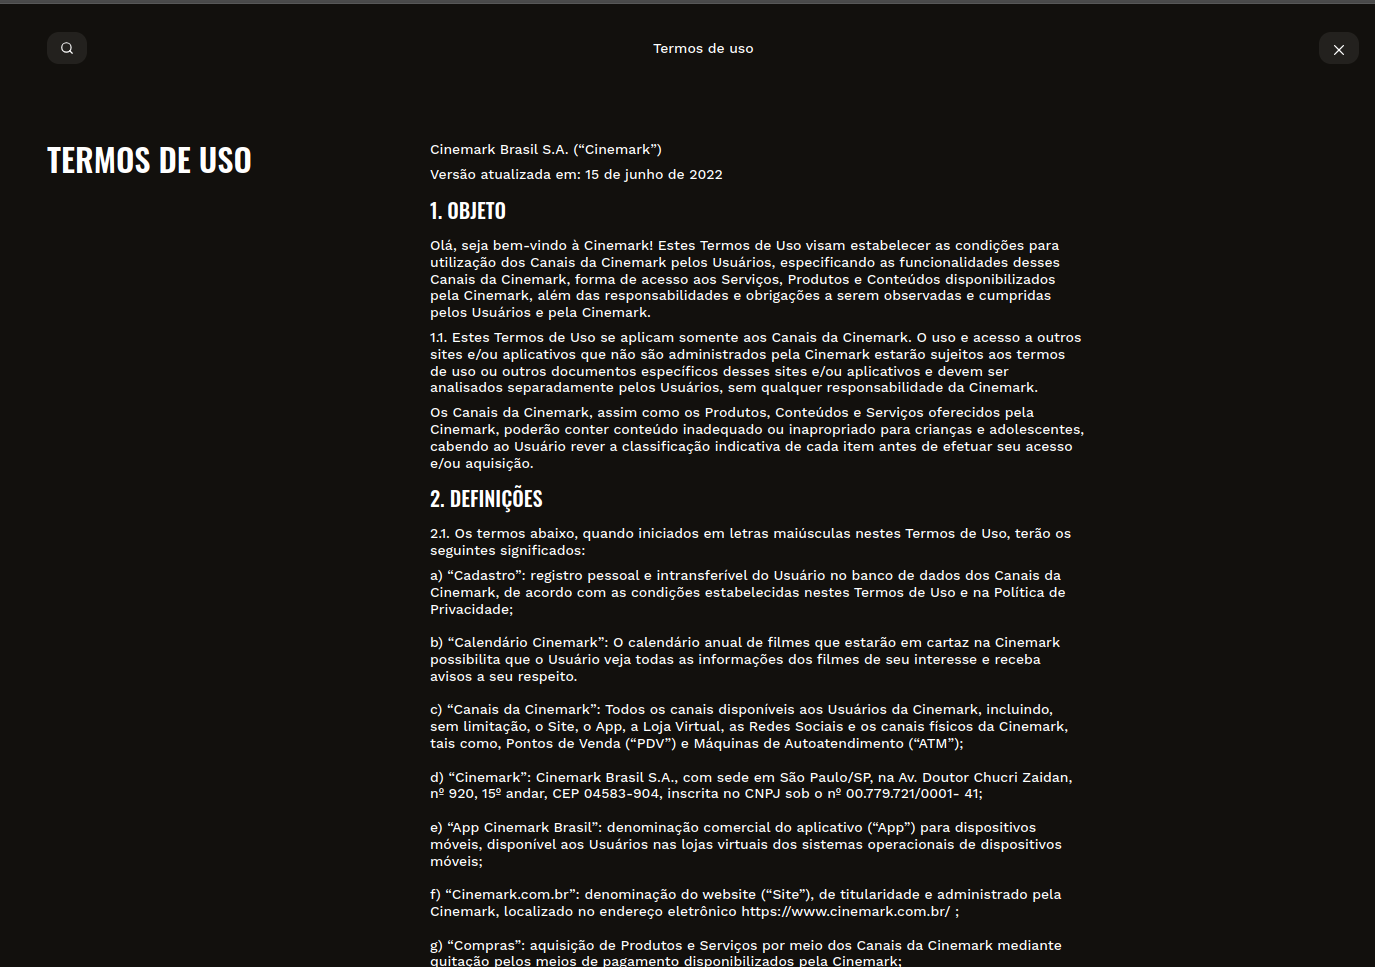 Termos de uso
TERMOS DE USO
Cinemark Brasil S.A. (“Cinemark”)
Versão atualizada em: 15 de junho de 2022
1. OBJETO
Olá, seja bem-vindo à Cinemark! Estes Termos de Uso visam estabelecer as condições para
utilização dos Canais da Cinemark pelos Usuários, especificando as funcionalidades desses
Canais da Cinemark, forma de acesso aos Serviços, Produtos e Conteúdos disponibilizados
pela Cinemark, além das responsabilidades e obrigações a serem observadas e cumpridas
pelos Usuários e pela Cinemark.
1.1. Estes Termos de Uso se aplicam somente aos Canais da Cinemark. O uso e acesso a outros
sites e/ou aplicativos que não são administrados pela Cinemark estarão sujeitos aos termos
de uso ou outros documentos específicos desses sites e/ou aplicativos e devem ser
analisados separadamente pelos Usuários, sem qualquer responsabilidade da Cinemark.
Os Canais da Cinemark, assim como os Produtos, Conteúdos e Serviços oferecidos pela
Cinemark, poderão conter conteúdo inadequado ou inapropriado para crianças e adolescentes,
cabendo ao Usuário rever a classificação indicativa de cada item antes de efetuar seu acesso
e/ou aquisição.
2. DEFINIÇÕES
2.1. Os termos abaixo, quando iniciados em letras maiúsculas nestes Termos de Uso, terão os
seguintes significados:
a) “Cadastro”: registro pessoal e intransferível do Usuário no banco de dados dos Canais da
Cinemark, de acordo com as condições estabelecidas nestes Termos de Uso e na Política de
Privacidade;
b) “Calendário Cinemark”: O calendário anual de filmes que estarão em cartaz na Cinemark
possibilita que o Usuário veja todas as informações dos filmes de seu interesse e receba
avisos a seu respeito.
c) “Canais da Cinemark”: Todos os canais disponíveis aos Usuários da Cinemark, incluindo,
sem limitação, o Site, o App, a Loja Virtual, as Redes Sociais e os canais físicos da Cinemark,
tais como, Pontos de Venda (“PDV”) e Máquinas de Autoatendimento (“ATM”);
d) “Cinemark”: Cinemark Brasil S.A., com sede em São Paulo/SP, na Av. Doutor Chucri Zaidan,
nº 920, 15º andar, CEP 04583-904, inscrita no CNPJ sob o nº 00.779.721/0001- 41;
e) “App Cinemark Brasil”: denominação comercial do aplicativo (“App”) para dispositivos
móveis, disponível aos Usuários nas lojas virtuais dos sistemas operacionais de dispositivos
móveis;
f) “Cinemark.com.br”: denominação do website (“Site”), de titularidade e administrado pela
Cinemark, localizado no endereço eletrônico https://www.cinemark.com.br/ ;
g) “Compras”: aquisição de Produtos e Serviços por meio dos Canais da Cinemark mediante
quitação pelos meios de pagamento disponibilizados pela Cinemark;